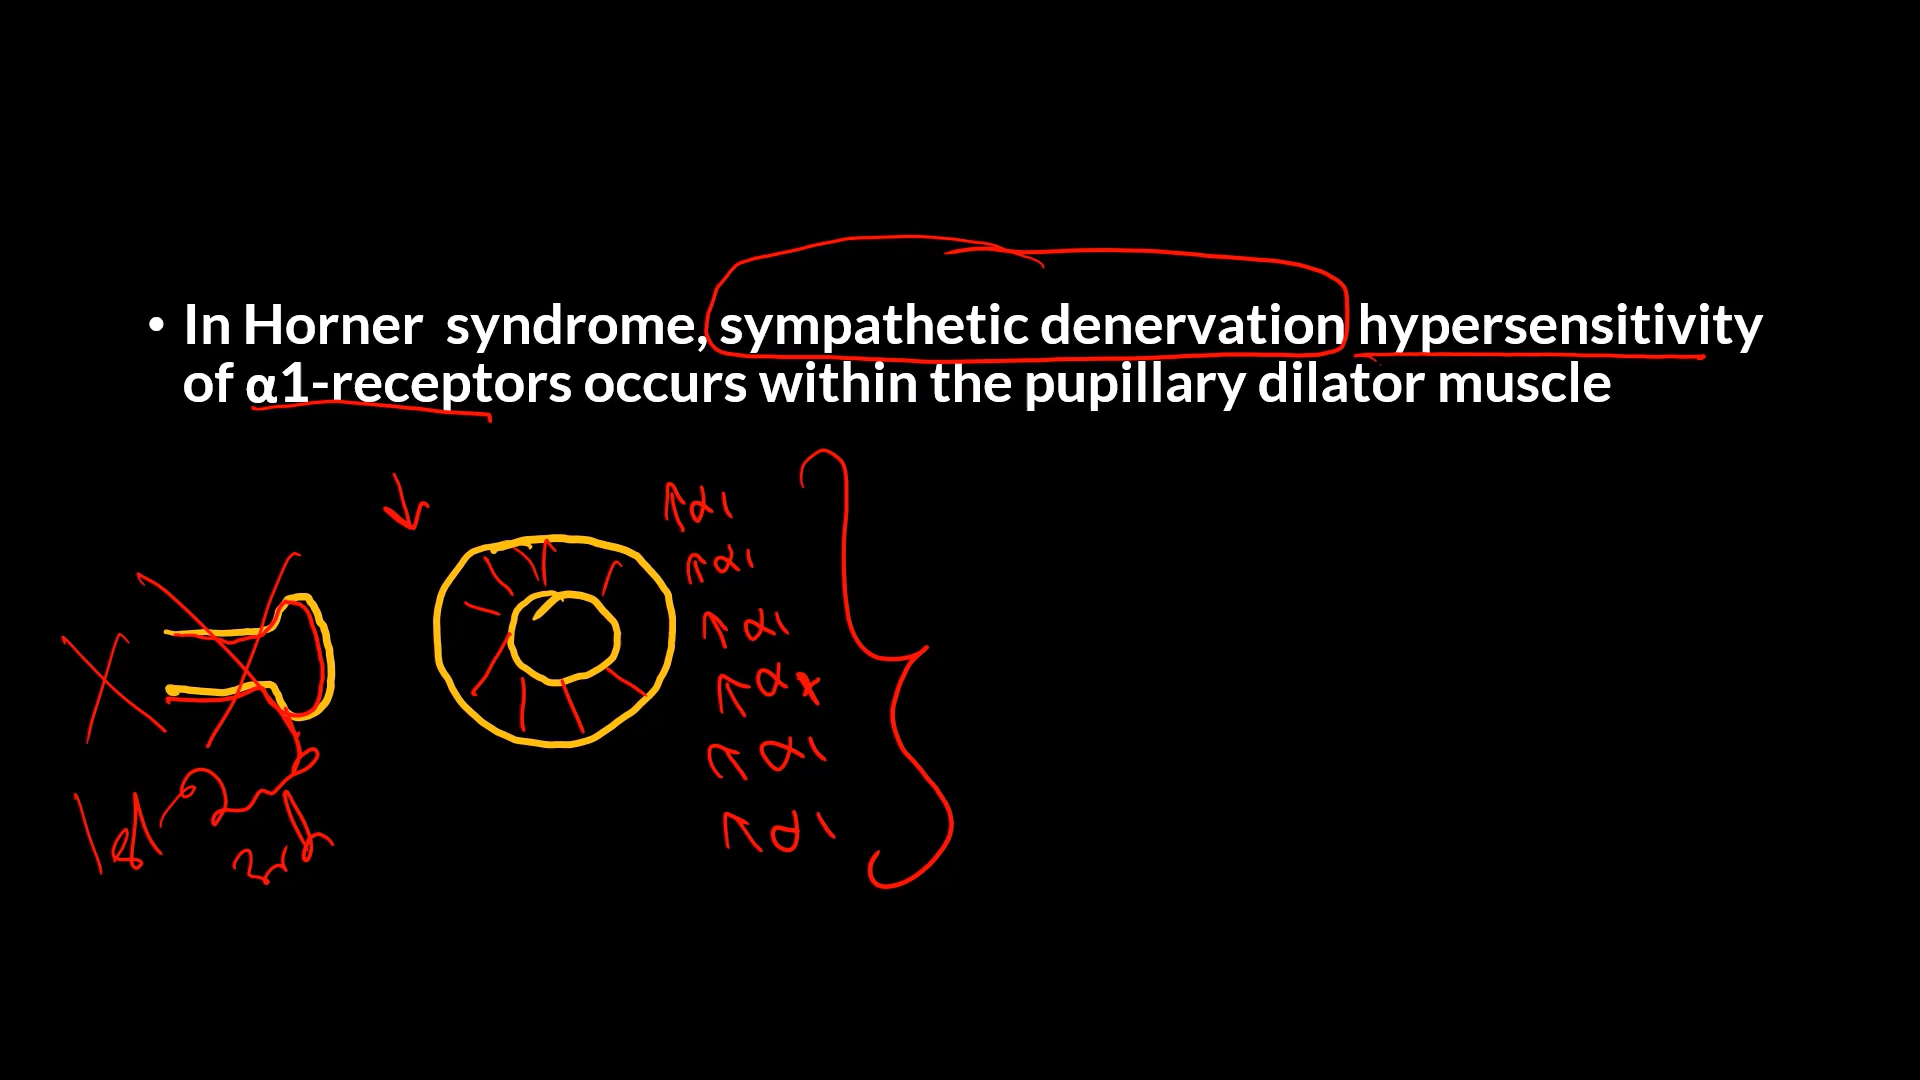 • In Horner syndrome, sympathetic denervation hypersensitivity
of α1-receptors occurs within the pupillary dilator muscle
↑α1
↑α1
↑α1
↑α
↑α1
↑α1
1st
2
3rd